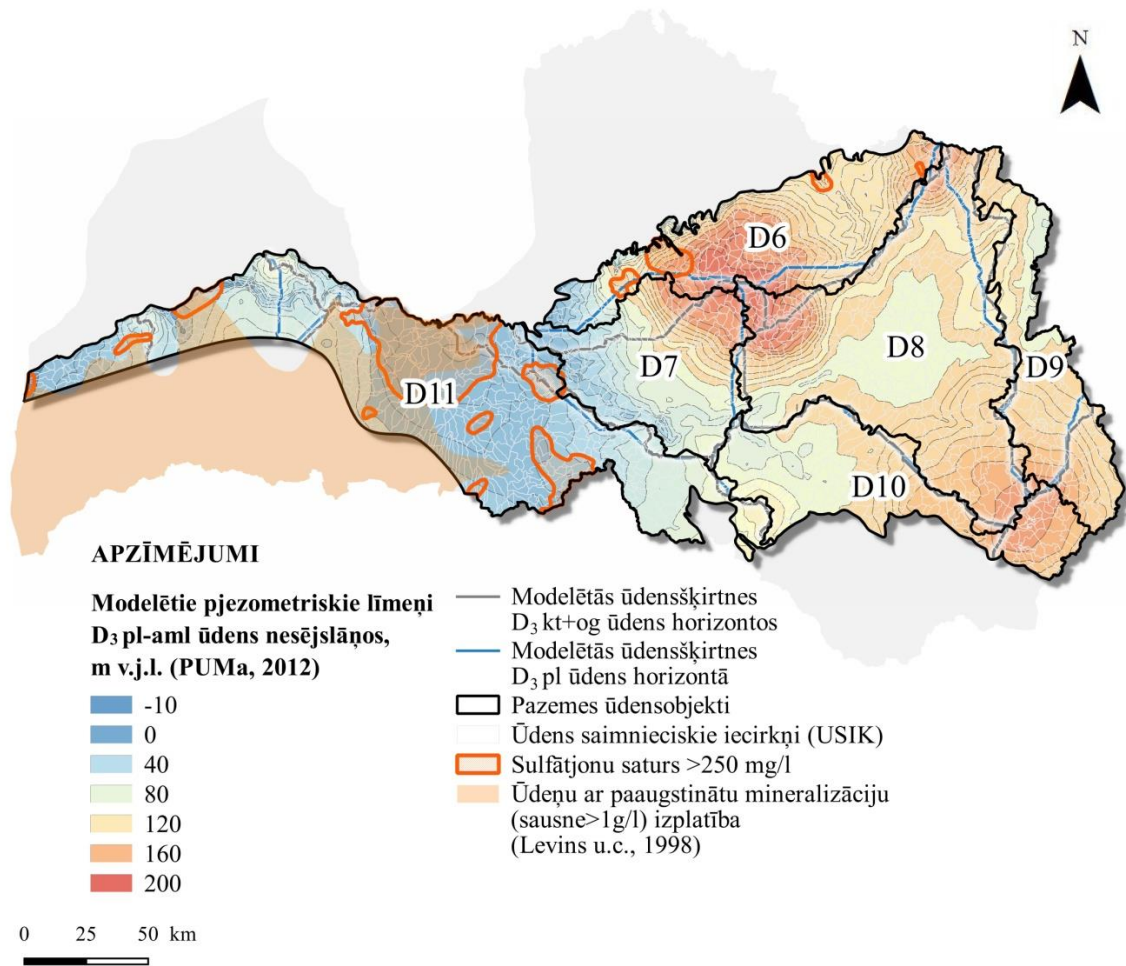 N
D6
D7
D8
D9
D11
D10
APZĪMĒJUMI
Modelētie pjezometriskie līmeņi
D₃ pl-aml ūdens nesējslāņos,
m v.j.l. (PUMa, 2012)
-10
0
40
80
120
160
200
Modelētās ūdensšķirtnes
D₃ kt+og ūdens horizontos
Modelētās ūdensšķirtnes
D₃ pl ūdens horizontā
Pazemes ūdensobjekti
Ūdens saimnieciskie iecirkņi (USIK)
Sulfātjonu saturs >250 mg/l
Ūdeņu ar paaugstinātu mineralizāciju
(sausne>1g/l) izplatība
(Levins u.c., 1998)
0 25 50 km